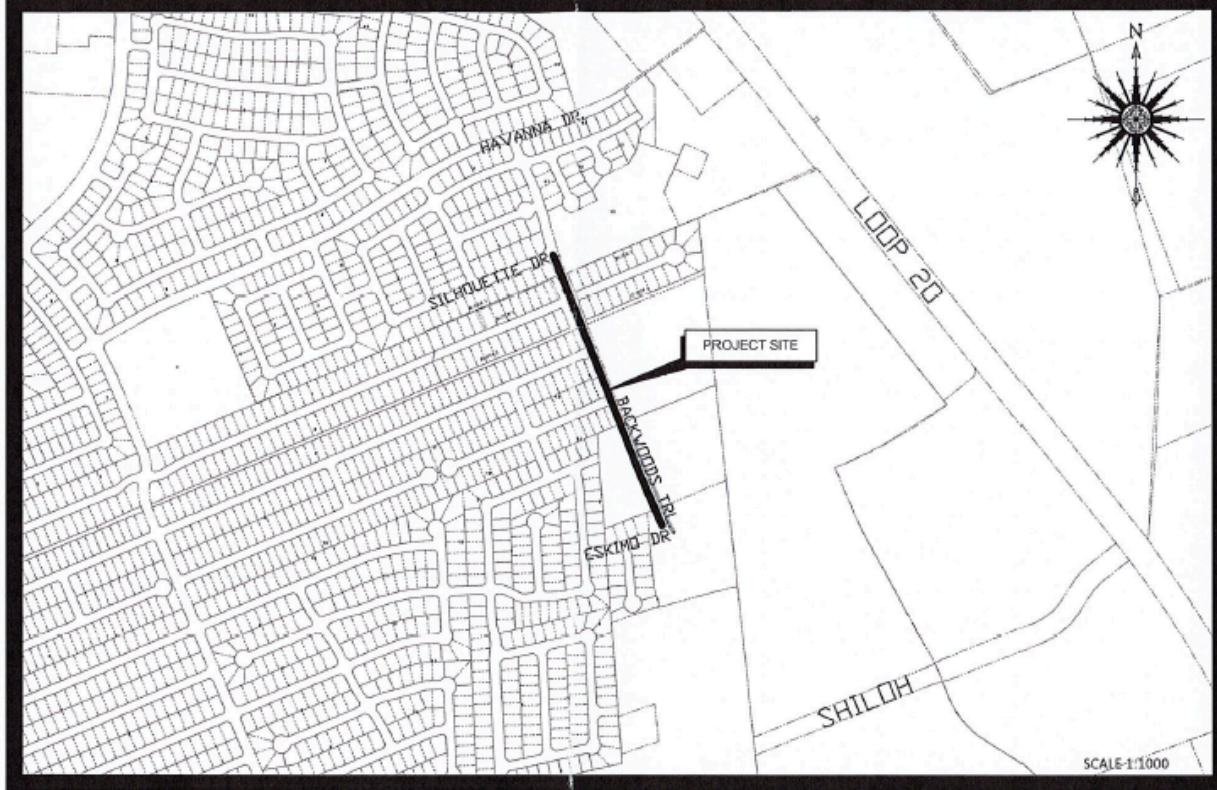 N
HAVANNA DR
LOOP 20
SILHOUETTE DR
PROJECT SITE
BACKWOODS TRL
ESKIMO DR
SHILOH
SCALE-1:1000